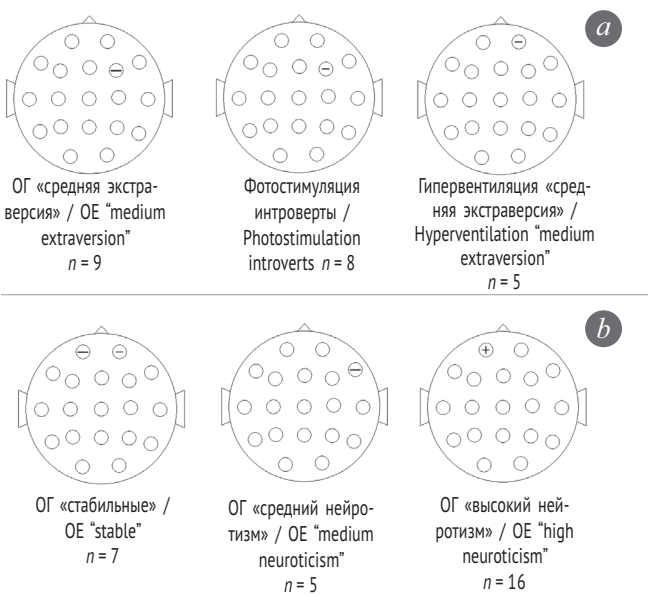 a
ОГ «средняя экстра-
версия» / OE “medium
extraversion”
n = 9
Фотостимуляция
интроверты /
Photostimulation
introverts n = 8
Гипервентиляция «сред-
няя экстраверсия» /
Hyperventilation “medium
extraversion”
n = 5
b
ОГ «стабильные» /
OE “stable”
n = 7
ОГ «средний нейро-
тизм» / OE “medium
neuroticism”
n = 5
ОГ «высокий ней-
ротизм» / OE “high
neuroticism”
n = 16